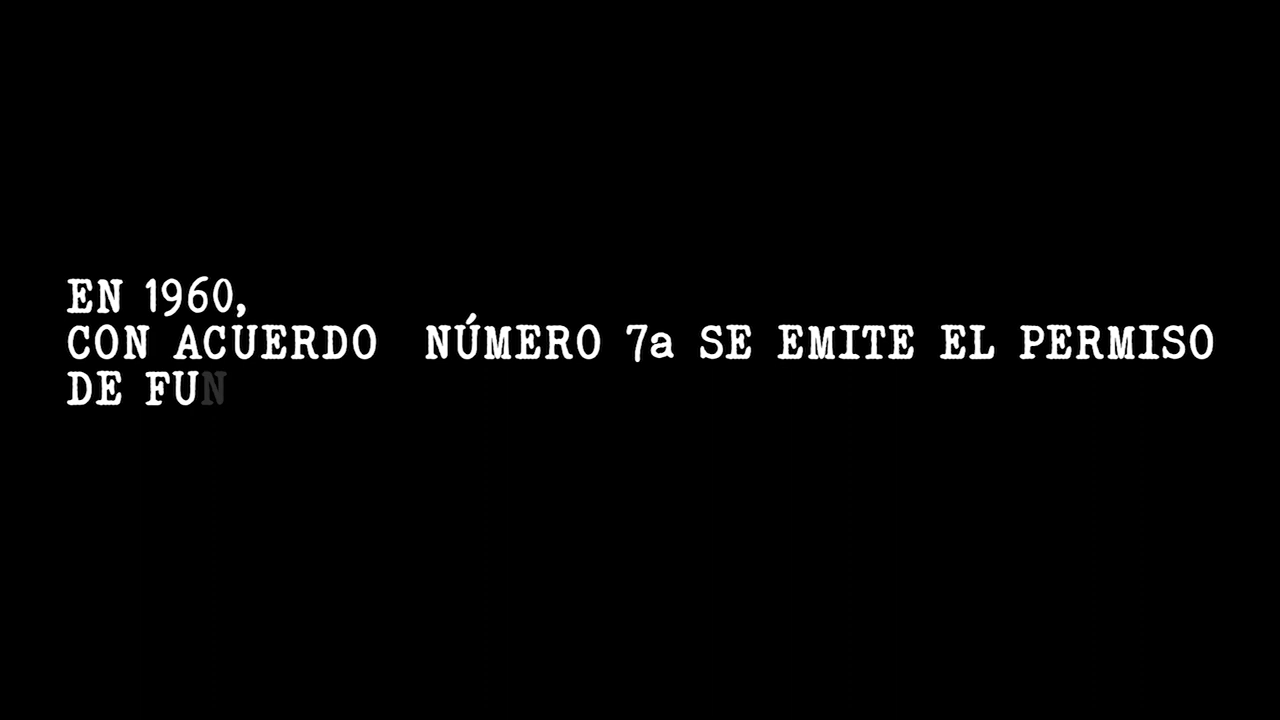 EN 1960,
CON ACUERDO  NÚMERO 7a SE EMITE EL PERMISO
DE FUN